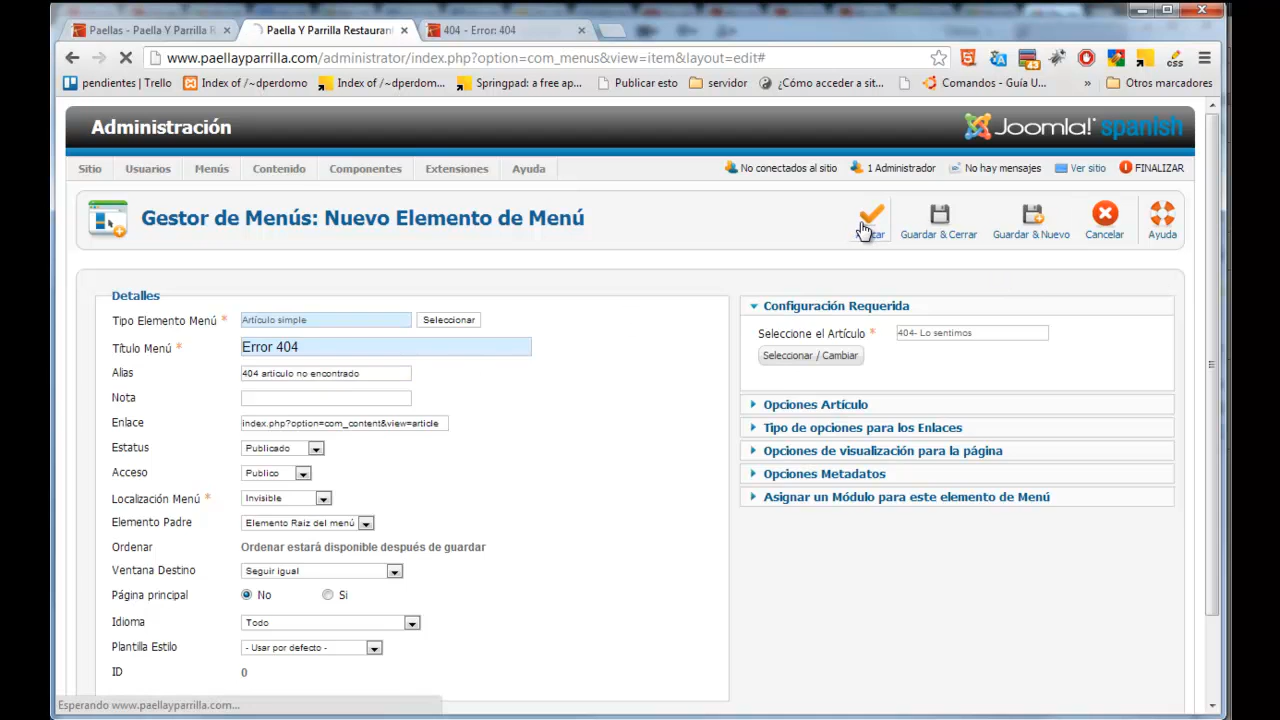 Paellas - Paella Y Parrilla R
Paella Y Parrilla Restauran
404 - Error: 404
www.paellayparrilla.com/administrator/index.php?option=com_menus&view=item&layout=edit#
pendientes | Trello
Index of /~dperdomo
Index of /~dperdom...
Springpad: a free ap...
Publicar esto
servidor
¿Cómo acceder a sit...
Comandos - Guía U...
»
Otros marcadores
Administración
Joomla! spanish
Sitio
Usuarios
Menús
Contenido
Componentes
Extensiones
Ayuda
No conectados al sitio
1 Administrador
No hay mensajes
Ver sitio
FINALIZAR
Gestor de Menús: Nuevo Elemento de Menú
Guardar & Cerrar
Guardar & Nuevo
Cancelar
Ayuda
Detalles
Tipo Elemento Menú * Artículo simple Seleccionar
Título Menú * Error 404
Alias 404 articulo no encontrado
Nota
Enlace index.php?option=com_content&view=article
Estatus Publicado
Acceso Publico
Localización Menú * Invisible
Elemento Padre Elemento Raiz del menú
Ordenar Ordenar estará disponible después de guardar
Ventana Destino Seguir igual
Página principal No Si
Idioma Todo
Plantilla Estilo - Usar por defecto -
ID 0
Configuración Requerida
Seleccione el Artículo * 404- Lo sentimos
Seleccionar / Cambiar
Opciones Artículo
Tipo de opciones para los Enlaces
Opciones de visualización para la página
Opciones Metadatos
Asignar un Módulo para este elemento de Menú
Esperando www.paellayparrilla.com...